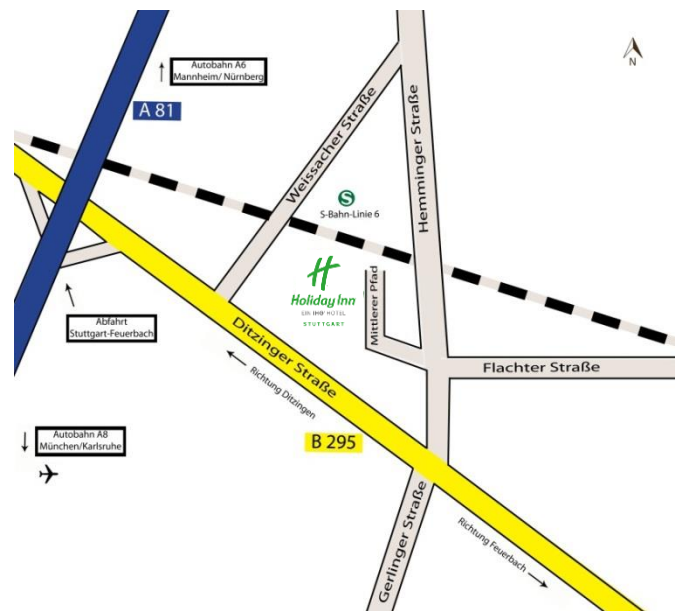 Autobahn A6
Mannheim/ Nürnberg
N
A 81
Weissacher Straße
Hemminger Straße
S
S-Bahn-Linie 6
H
Holiday Inn
EIN IHG® HOTEL
STUTTGART
Mittlerer Pfad
Abfahrt
Stuttgart-Feuerbach
Ditzinger Straße
Richtung Ditzingen
Flachter Straße
Autobahn A8
München/Karlsruhe
B 295
Gerlinger Straße
Richtung Feuerbach